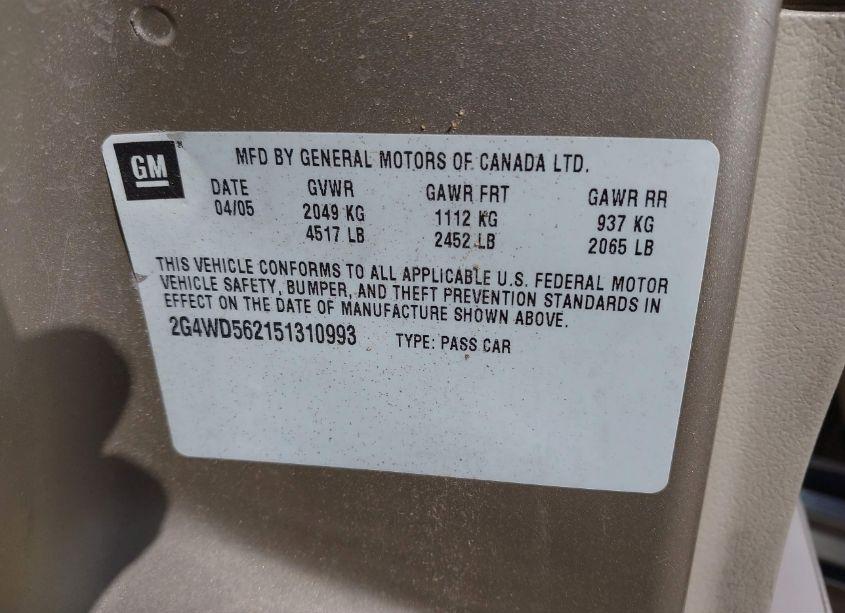 GM
MFD BY GENERAL MOTORS OF CANADA LTD.
DATE GVWR GAWR FRT GAWR RR
04/05 2049 KG 1112 KG 937 KG
4517 LB 2452 LB 2065 LB
THIS VEHICLE CONFORMS TO ALL APPLICABLE U.S. FEDERAL MOTOR
VEHICLE SAFETY, BUMPER, AND THEFT PREVENTION STANDARDS IN
EFFECT ON THE DATE OF MANUFACTURE SHOWN ABOVE.
2G4WD562151310993 TYPE: PASS CAR